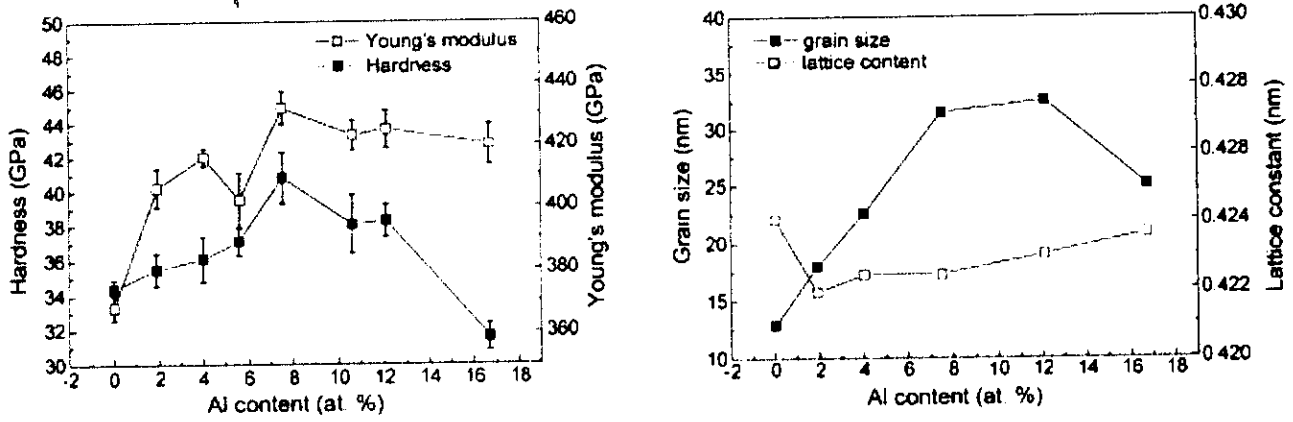 50
48
46
44
42
40
38
36
34
32
30
Hardness (GPa)
Young's modulus
Hardness
460
440
420
400
380
360
Young's modulus (GPa)
-2 0 2 4 6 8 10 12 14 16 18
Al content (at. %)
40
35
30
25
20
15
10
Grain size (nm)
grain size
lattice content
0.430
0.428
0.426
0.424
0.422
0.420
Lattice constant (nm)
-2 0 2 4 6 8 10 12 14 16 18
Al content (at. %)